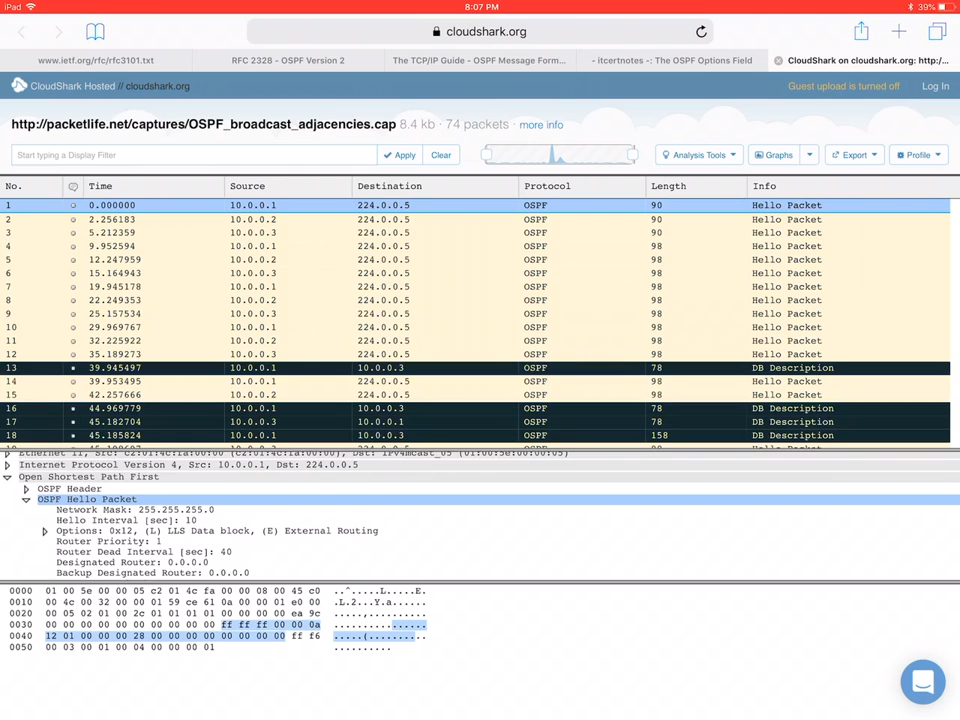 iPad 8:07 PM 39%
cloudshark.org
www.ietf.org/rfc/rfc3101.txt RFC 2328 - OSPF Version 2 The TCP/IP Guide - OSPF Message Form... - itcertnotes -: The OSPF Options Field CloudShark on cloudshark.org: http:/...
CloudShark Hosted // cloudshark.org Guest upload is turned off Log In
http://packetlife.net/captures/OSPF_broadcast_adjacencies.cap 8.4 kb · 74 packets · more info
Start typing a Display Filter Apply Clear Analysis Tools Graphs Export Profile
No. Time Source Destination Protocol Length Info
1 0.000000 10.0.0.1 224.0.0.5 OSPF 90 Hello Packet
2 2.256183 10.0.0.2 224.0.0.5 OSPF 90 Hello Packet
3 5.212359 10.0.0.3 224.0.0.5 OSPF 90 Hello Packet
4 9.952594 10.0.0.1 224.0.0.5 OSPF 98 Hello Packet
5 12.247959 10.0.0.2 224.0.0.5 OSPF 98 Hello Packet
6 15.164943 10.0.0.3 224.0.0.5 OSPF 98 Hello Packet
7 19.945178 10.0.0.1 224.0.0.5 OSPF 98 Hello Packet
8 22.249353 10.0.0.2 224.0.0.5 OSPF 98 Hello Packet
9 25.157534 10.0.0.3 224.0.0.5 OSPF 98 Hello Packet
10 29.969767 10.0.0.1 224.0.0.5 OSPF 98 Hello Packet
11 32.225922 10.0.0.2 224.0.0.5 OSPF 98 Hello Packet
12 35.189273 10.0.0.3 224.0.0.5 OSPF 98 Hello Packet
13 39.945497 10.0.0.1 10.0.0.3 OSPF 78 DB Description
14 39.953495 10.0.0.1 224.0.0.5 OSPF 98 Hello Packet
15 42.257666 10.0.0.2 224.0.0.5 OSPF 98 Hello Packet
16 44.969779 10.0.0.1 10.0.0.3 OSPF 78 DB Description
17 45.182704 10.0.0.3 10.0.0.1 OSPF 78 DB Description
18 45.185824 10.0.0.1 10.0.0.3 OSPF 158 DB Description
Ethernet II, Src: c2:01:4c:fa:00:00 (c2:01:4c:fa:00:00), Dst: IPv4mcast_05 (01:00:5e:00:00:05)
Internet Protocol Version 4, Src: 10.0.0.1, Dst: 224.0.0.5
Open Shortest Path First
OSPF Header
OSPF Hello Packet
Network Mask: 255.255.255.0
Hello Interval [sec]: 10
Options: 0x12, (L) LLS Data block, (E) External Routing
Router Priority: 1
Router Dead Interval [sec]: 40
Designated Router: 0.0.0.0
Backup Designated Router: 0.0.0.0
0000 01 00 5e 00 00 05 c2 01 4c fa 00 00 08 00 45 c0 ..^.....L.....E.
0010 00 4c 00 32 00 00 01 59 ce 61 0a 00 00 01 e0 00 .L.2...Y.a......
0020 00 05 02 01 00 2c 01 01 01 01 00 00 00 00 ea 9c .....,..........
0030 00 00 00 00 00 00 00 00 ff ff ff 00 00 0a ................
0040 12 01 00 00 00 28 00 00 00 00 00 00 00 00 ff f6 .....(..........
0050 00 03 00 01 00 04 00 00 00 01 ..........